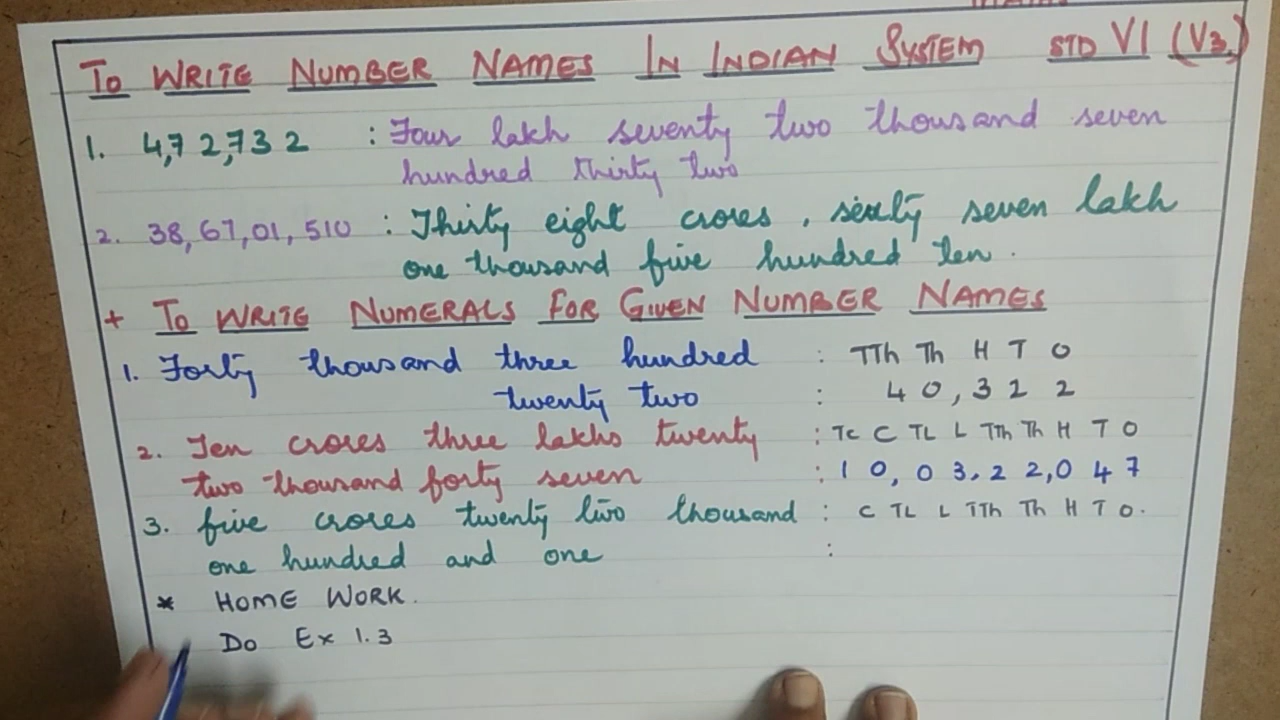 TO WRITE NUMBER NAMES IN INDIAN SYSTEM STD VI (V3)
1. 4,72,732 : Four lakh seventy two thousand seven
hundred thirty two
2. 38,67,01,510 : Thirty eight crores, sixty seven lakh
one thousand five hundred ten.
+ TO WRITE NUMERALS FOR GIVEN NUMBER NAMES
1. Forty thousand three hundred : TTh Th H T O
twenty two : 40,322
2. Ten crores three lakhs twenty : TC C TL L TTh Th H T O
two thousand forty seven : 10,03,22,047
3. five crores twenty two thousand : C TL L TTh Th H T O.
one hundred and one :
* HOME WORK.
DO Ex 1.3